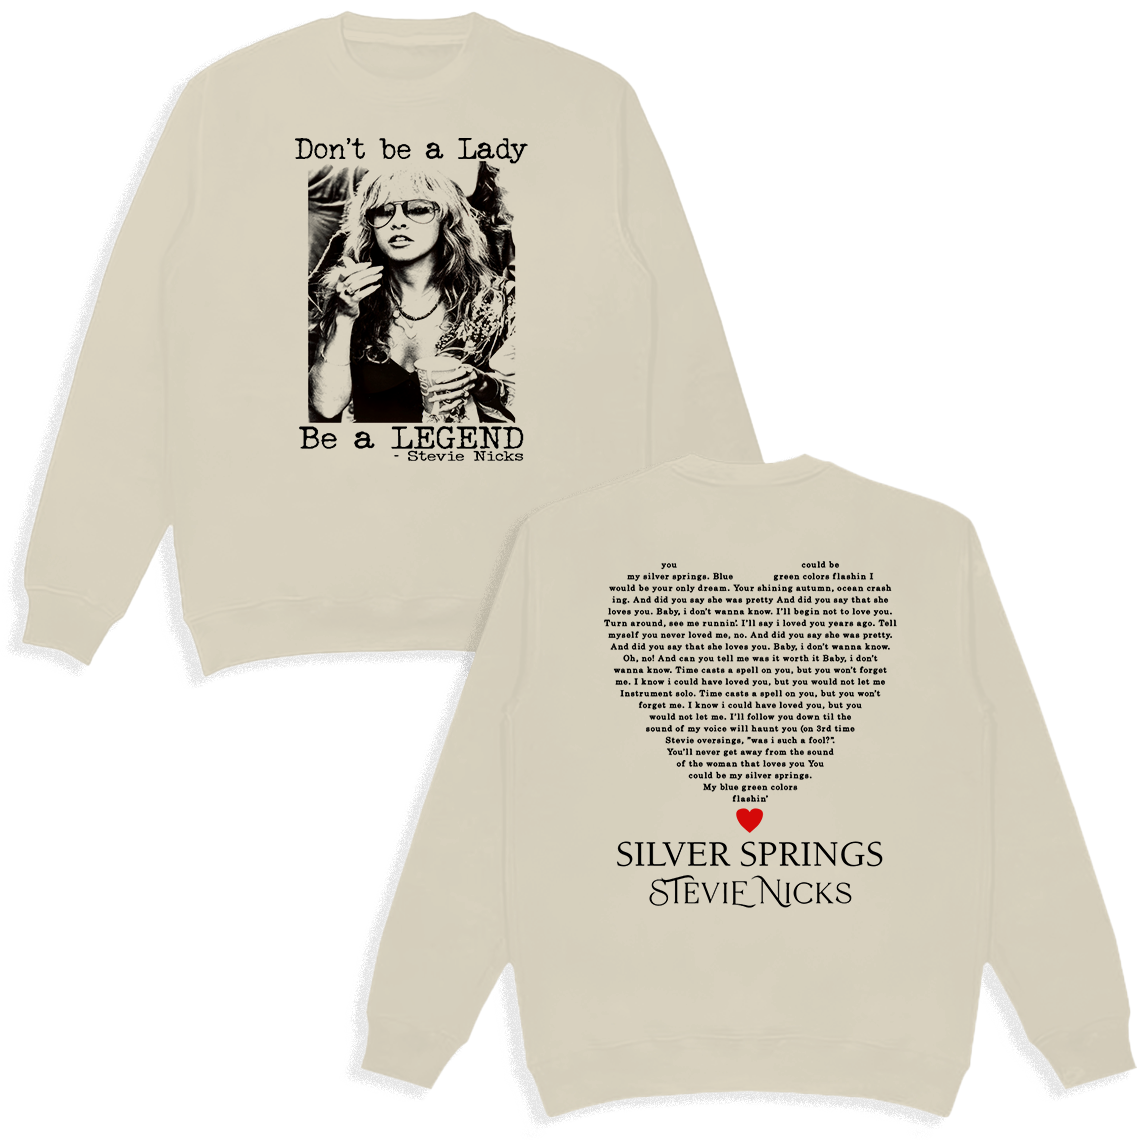 Don't be a Lady
Be a LEGEND
- Stevie Nicks
you could be
my silver springs. Blue green colors flashin I
would be your only dream. Your shining autumn, ocean crash
ing. And did you say she was pretty And did you say that she
loves you. Baby, i don't wanna know. I'll begin not to love you.
Turn around, see me runnin'. I'll say i loved you years ago. Tell
myself you never loved me, no. And did you say she was pretty.
And did you say that she loves you. Baby, i don't wanna know.
Oh, no! And can you tell me was it worth it Baby, i don't
wanna know. Time casts a spell on you, but you won't forget
me. I know i could have loved you, but you would not let me
Instrument solo. Time casts a spell on you, but you won't
forget me. I know i could have loved you, but you
would not let me. I'll follow you down til the
sound of my voice will haunt you (on 3rd time
Stevie oversings, "was i such a fool?".
You'll never get away from the sound
of the woman that loves you You
could be my silver springs.
My blue green colors
flashin'
SILVER SPRINGS
STEVIE NICKS